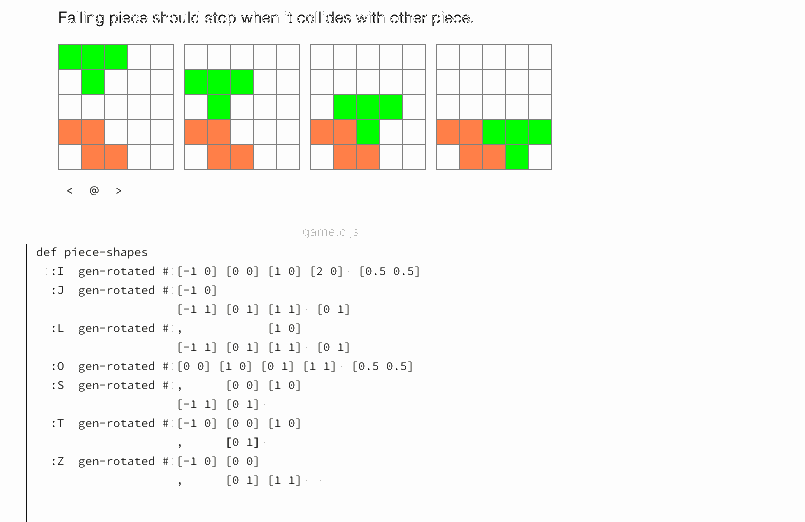 Falling piece should stop when it collides with other piece.
< @ >
game.cljs
def piece-shapes
:I gen-rotated # [-1 0] [0 0] [1 0] [2 0] [0.5 0.5]
:J gen-rotated # [-1 0]
[-1 1] [0 1] [1 1] [0 1]
:L gen-rotated # , [1 0]
[-1 1] [0 1] [1 1] [0 1]
:O gen-rotated # [0 0] [1 0] [0 1] [1 1] [0.5 0.5]
:S gen-rotated # , [0 0] [1 0]
[-1 1] [0 1]
:T gen-rotated # [-1 0] [0 0] [1 0]
, [0 1]
:Z gen-rotated # [-1 0] [0 0]
, [0 1] [1 1]